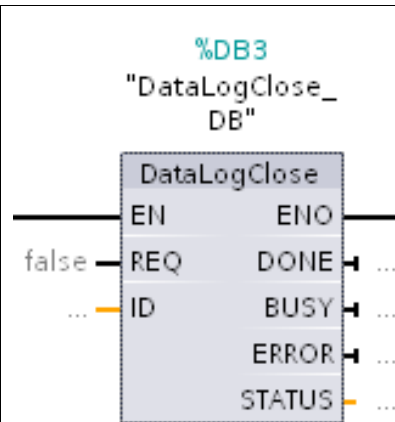 %DB3
"DataLogClose_
DB"
DataLogClose
EN ENO
false REQ DONE ...
... ID BUSY ...
ERROR ...
STATUS ...